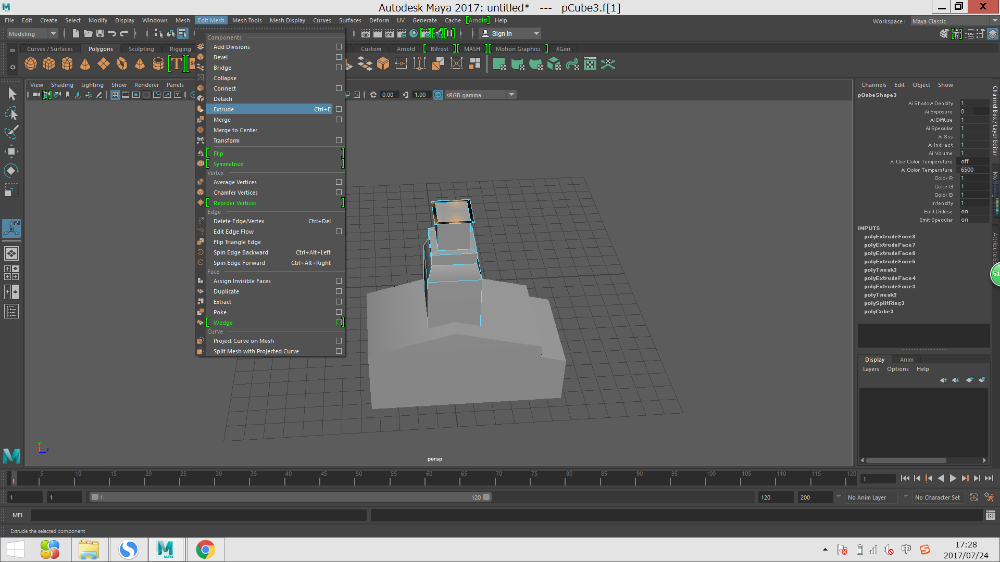 Autodesk Maya 2017: untitled* --- pCube3.f[1]
File Edit Create Select Modify Display Windows Mesh Edit Mesh Mesh Tools Mesh Display Curves Surfaces Deform UV Generate Cache [Arnold] Help
Workspace : Maya Classic
Modeling
Sign In
Curves / Surfaces Polygons Sculpting Rigging
Custom Arnold Bifrost MASH Motion Graphics XGen
View Shading Lighting Show Renderer Panels
0.00 1.00 ON sRGB gamma
Components
Add Divisions
Bevel
Bridge
Collapse
Connect
Detach
Extrude Ctrl+E
Merge
Merge to Center
Transform
Flip
Symmetrize
Vertex
Average Vertices
Chamfer Vertices
Reorder Vertices
Edge
Delete Edge/Vertex Ctrl+Del
Edit Edge Flow
Flip Triangle Edge
Spin Edge Backward Ctrl+Alt+Left
Spin Edge Forward Ctrl+Alt+Right
Face
Assign Invisible Faces
Duplicate
Extract
Poke
Wedge
Curve
Project Curve on Mesh
Split Mesh with Projected Curve
persp
y
z
Channels Edit Object Show
pCubeShape3
Ai Shadow Density 1
Ai Exposure 0
Ai Diffuse 1
Ai Specular 1
Ai Sss 1
Ai Indirect 1
Ai Volume 1
Ai Use Color Temperature off
Ai Color Temperature 6500
Color R 1
Color G 1
Color B 1
Intensity 1
Emit Diffuse on
Emit Specular on
INPUTS
polyExtrudeFace8
polyExtrudeFace7
polyExtrudeFace6
polyExtrudeFace5
polyTweak3
polyExtrudeFace4
polyExtrudeFace3
polyTweak2
polySplitRing3
polyCube3
Channel Box / Layer Editor
51
Display Anim
Layers Options Help
1 5 10 15 20 25 30 35 40 45 50 55 60 65 70 75 80 85 90 95 100 105 110 115 120
1
1 1 1 120 120 200 No Anim Layer No Character Set
MEL
Extrude the selected component
MAYA
中
17:28
2017/07/24